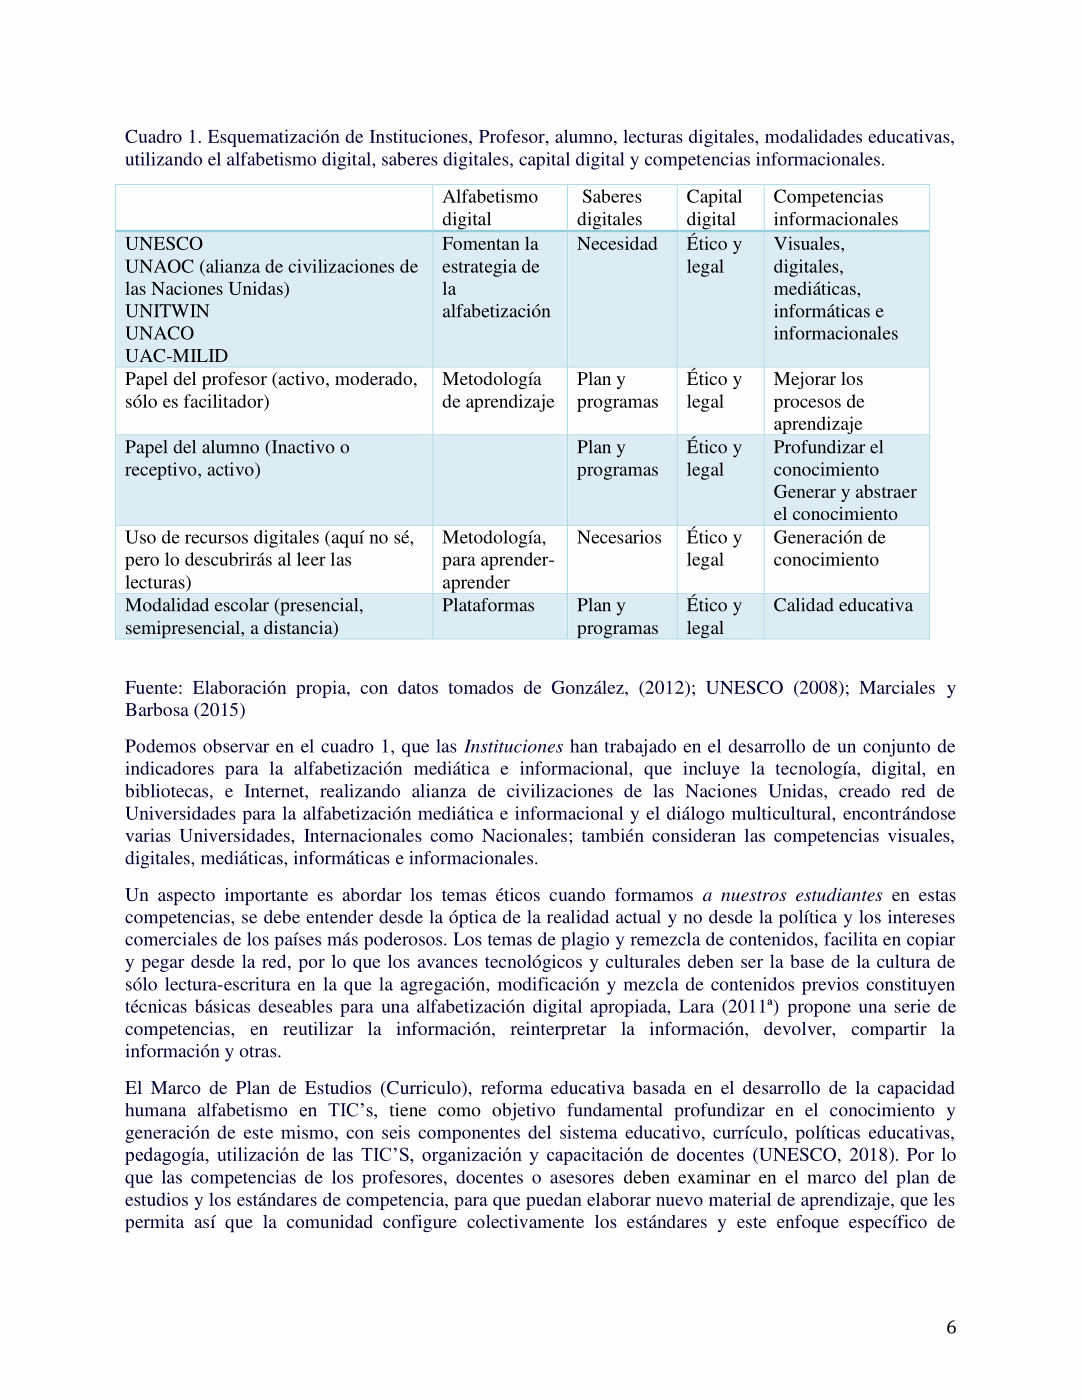 Cuadro 1. Esquematización de Instituciones, Profesor, alumno, lecturas digitales, modalidades educativas,
utilizando el alfabetismo digital, saberes digitales, capital digital y competencias informacionales.
Alfabetismo
digital
Saberes
digitales
Capital
digital
Competencias
informacionales
UNESCO
UNAOC (alianza de civilizaciones de
las Naciones Unidas)
UNITWIN
UNACO
UAC-MILID
Fomentan la
estrategia de
la
alfabetización
Necesidad
Ético y
legal
Visuales,
digitales,
mediáticas,
informáticas e
informacionales
Papel del profesor (activo, moderado,
sólo es facilitador)
Metodología
de aprendizaje
Plan y
programas
Ético y
legal
Mejorar los
procesos de
aprendizaje
Papel del alumno (Inactivo o
receptivo, activo)
Plan y
programas
Ético y
legal
Profundizar el
conocimiento
Generar y abstraer
el conocimiento
Uso de recursos digitales (aquí no sé,
pero lo descubrirás al leer las
lecturas)
Metodología,
para aprender-
aprender
Necesarios
Ético y
legal
Generación de
conocimiento
Modalidad escolar (presencial,
semipresencial, a distancia)
Plataformas
Plan y
programas
Ético y
legal
Calidad educativa
Fuente: Elaboración propia, con datos tomados de González, (2012); UNESCO (2008); Marciales y
Barbosa (2015)
Podemos observar en el cuadro 1, que las Instituciones han trabajado en el desarrollo de un conjunto de
indicadores para la alfabetización mediática e informacional, que incluye la tecnología, digital, en
bibliotecas, e Internet, realizando alianza de civilizaciones de las Naciones Unidas, creado red de
Universidades para la alfabetización mediática e informacional y el diálogo multicultural, encontrándose
varias Universidades, Internacionales como Nacionales; también consideran las competencias visuales,
digitales, mediáticas, informáticas e informacionales.
Un aspecto importante es abordar los temas éticos cuando formamos a nuestros estudiantes en estas
competencias, se debe entender desde la óptica de la realidad actual y no desde la política y los intereses
comerciales de los países más poderosos. Los temas de plagio y remezcla de contenidos, facilita en copiar
y pegar desde la red, por lo que los avances tecnológicos y culturales deben ser la base de la cultura de
sólo lectura-escritura en la que la agregación, modificación y mezcla de contenidos previos constituyen
técnicas básicas deseables para una alfabetización digital apropiada, Lara (2011ª) propone una serie de
competencias, en reutilizar la información, reinterpretar la información, devolver, compartir la
información y otras.
El Marco de Plan de Estudios (Curriculo), reforma educativa basada en el desarrollo de la capacidad
humana alfabetismo en TIC’s, tiene como objetivo fundamental profundizar en el conocimiento y
generación de este mismo, con seis componentes del sistema educativo, currículo, políticas educativas,
pedagogía, utilización de las TIC’S, organización y capacitación de docentes (UNESCO, 2018). Por lo
que las competencias de los profesores, docentes o asesores deben examinar en el marco del plan de
estudios y los estándares de competencia, para que puedan elaborar nuevo material de aprendizaje, que les
permita así que la comunidad configure colectivamente los estándares y este enfoque específico de
6